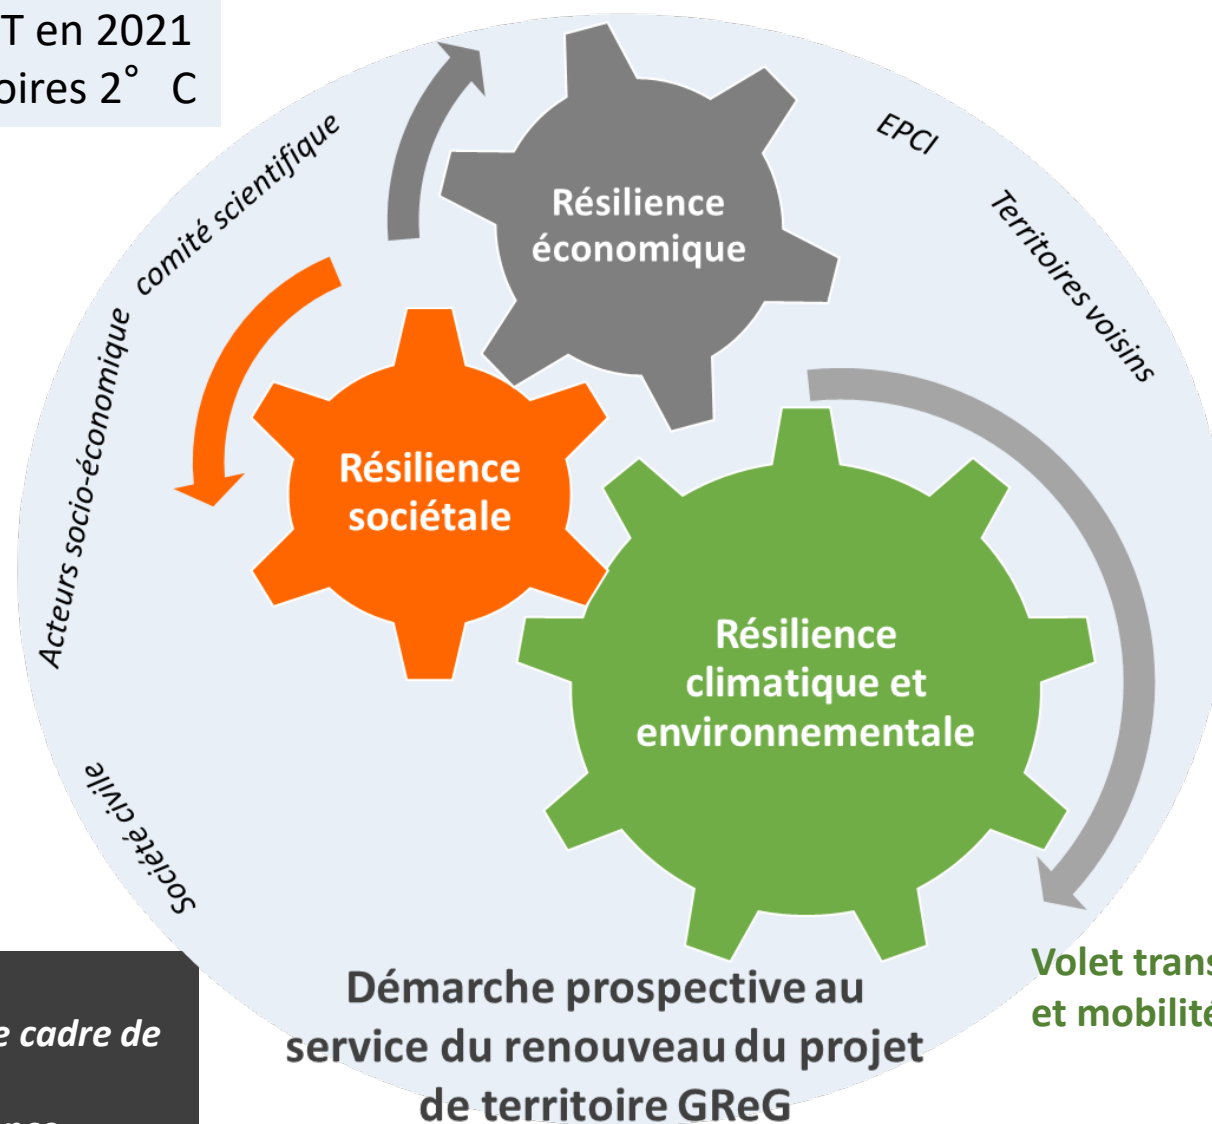 T en 2021
oires 2° C
comité scientifique
EPCI
Territoires voisins
Résilience
économique
Acteurs socio-économique
Résilience
sociétale
Résilience
climatique et
environnementale
Société civile
Volet trans
et mobilité
e cadre de
Démarche prospective au
service du renouveau du projet
de territoire GReG